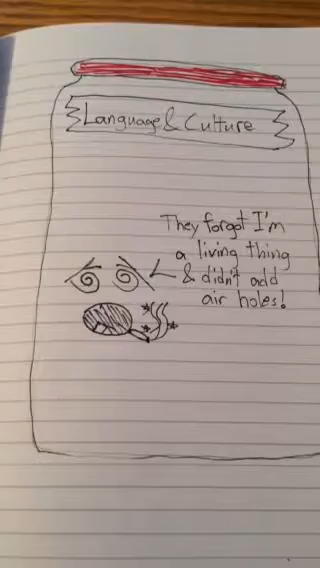 Language & Culture
They forgot I'm
a living thing
& didn't add
air holes!